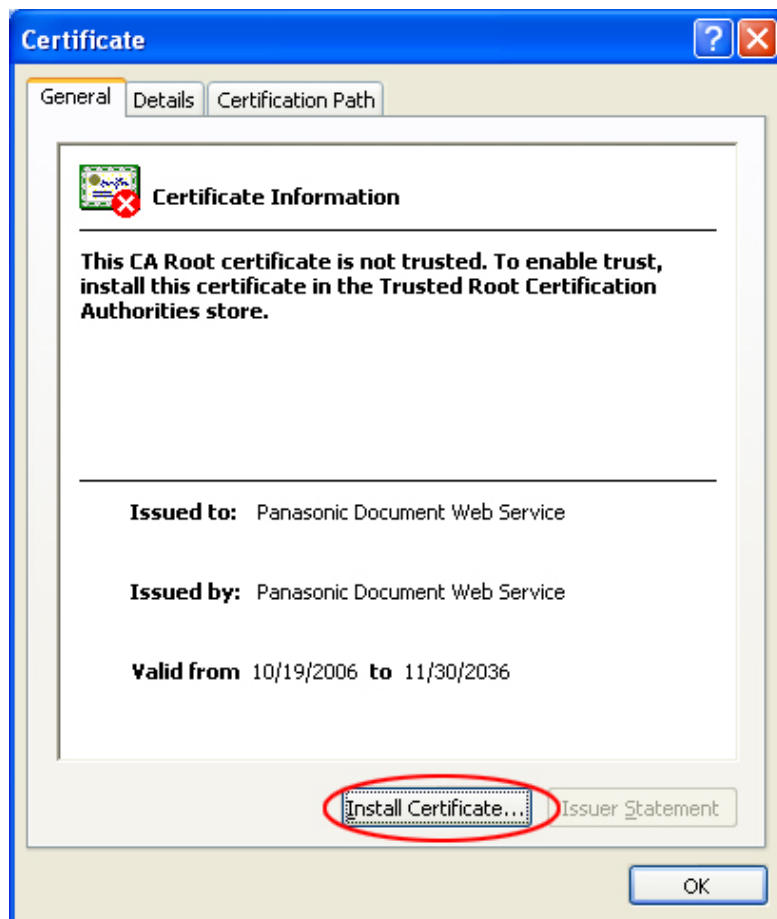 Certificate
General Details Certification Path
Certificate Information
This CA Root certificate is not trusted. To enable trust,
install this certificate in the Trusted Root Certification
Authorities store.
Issued to: Panasonic Document Web Service
Issued by: Panasonic Document Web Service
Valid from 10/19/2006 to 11/30/2036
Install Certificate... Issuer Statement
OK